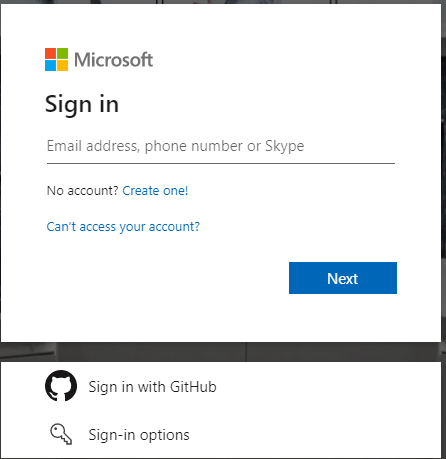 Microsoft
Sign in
Email address, phone number or Skype
No account? Create one!
Can't access your account?
Next
Sign in with GitHub
Sign-in options